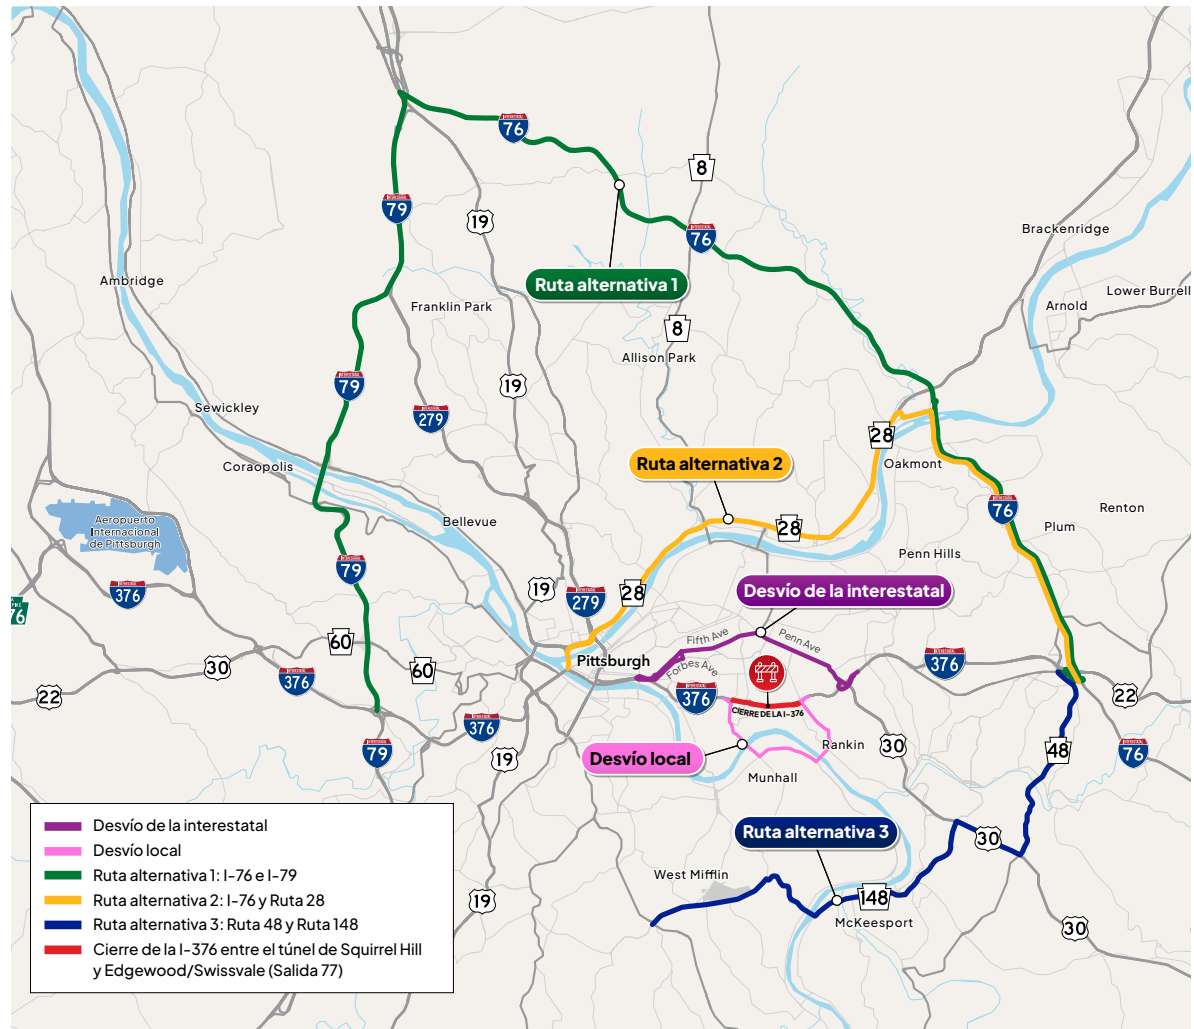 INTERSTATE
76
8
79
19
INTERSTATE
76
Brackenridge
Ambridge
Ruta alternativa 1
Lower Burrell
Franklin Park
Arnold
8
Allison Park
79
19
Sewickley
279
28
Ruta alternativa 2
Coraopolis
Oakmont
76
Renton
Aeropuerto
Internacional
de Pittsburgh
Bellevue
28
Plum
Penn Hills
79
376
19
279
28
Desvío de la interestatal
76
60
Fifth Ave
Penn Ave
30
60
Pittsburgh
Forbes Ave
376
376
22
376
22
CIERRE DE LA I-376
376
Rankin
30
48
76
79
19
Desvío local
Munhall
Ruta alternativa 3
30
West Mifflin
148
19
McKeesport
30
Desvío de la interestatal
Desvío local
Ruta alternativa 1: I-76 e I-79
Ruta alternativa 2: I-76 y Ruta 28
Ruta alternativa 3: Ruta 48 y Ruta 148
Cierre de la I-376 entre el túnel de Squirrel Hill
y Edgewood/Swissvale (Salida 77)